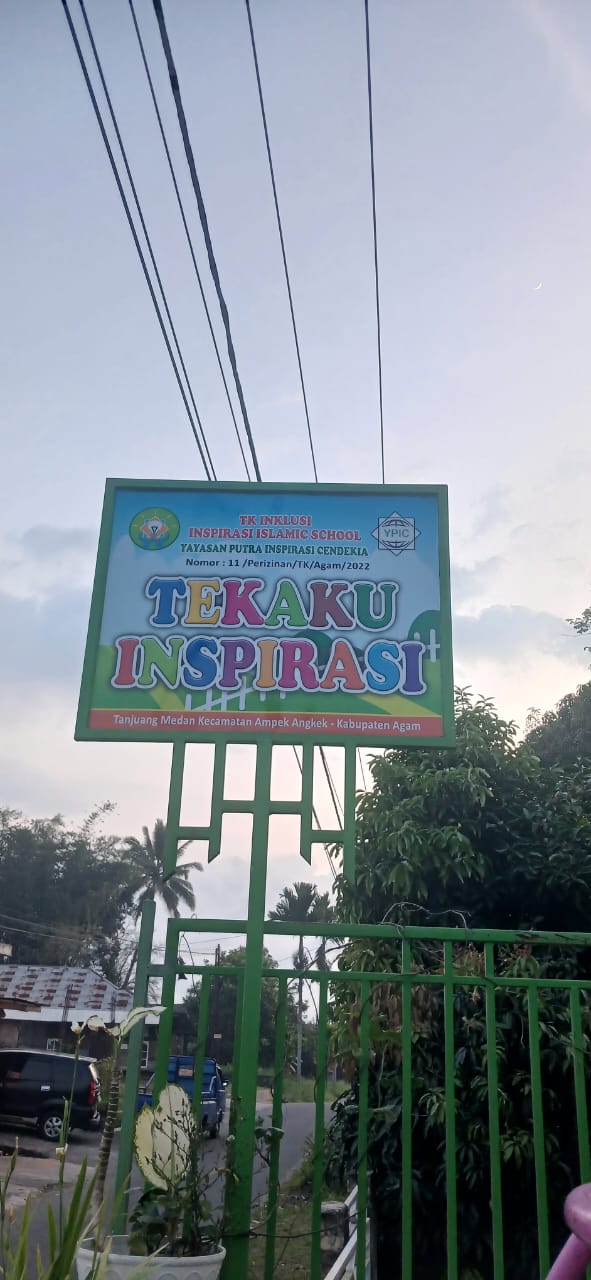 TK INKLUSI
INSPIRASI ISLAMIC SCHOOL
YAYASAN PUTRA INSPIRASI CENDEKIA
Nomor : 11 /Perizinan/TK/Agam/2022
YPIC
TEKAKU
INSPIRASI
Tanjuang Medan Kecamatan Ampek Angkek - Kabupaten Agam